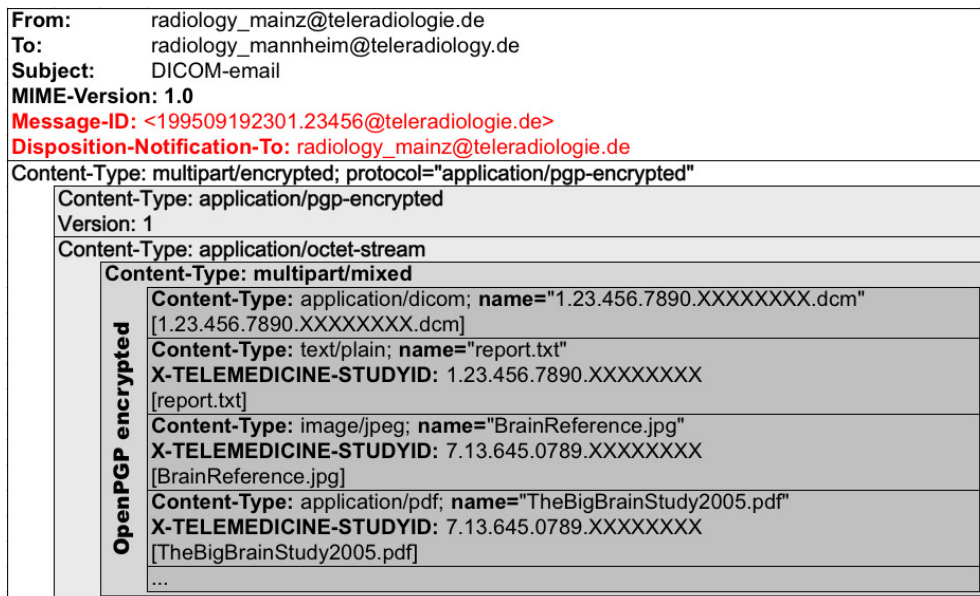 From: radiology_mainz@teleradiologie.de
To: radiology_mannheim@teleradiology.de
Subject: DICOM-email
MIME-Version: 1.0
Message-ID: <199509192301.23456@teleradiologie.de>
Disposition-Notification-To: radiology_mainz@teleradiologie.de
Content-Type: multipart/encrypted; protocol="application/pgp-encrypted"
Content-Type: application/pgp-encrypted
Version: 1
Content-Type: application/octet-stream
Content-Type: multipart/mixed
OpenPGP encrypted
Content-Type: application/dicom; name="1.23.456.7890.XXXXXXXX.dcm"
[1.23.456.7890.XXXXXXXX.dcm]
Content-Type: text/plain; name="report.txt"
X-TELEMEDICINE-STUDYID: 1.23.456.7890.XXXXXXXX
[report.txt]
Content-Type: image/jpeg; name="BrainReference.jpg"
X-TELEMEDICINE-STUDYID: 7.13.645.0789.XXXXXXXX
[BrainReference.jpg]
Content-Type: application/pdf; name="TheBigBrainStudy2005.pdf"
X-TELEMEDICINE-STUDYID: 7.13.645.0789.XXXXXXXX
[TheBigBrainStudy2005.pdf]
...